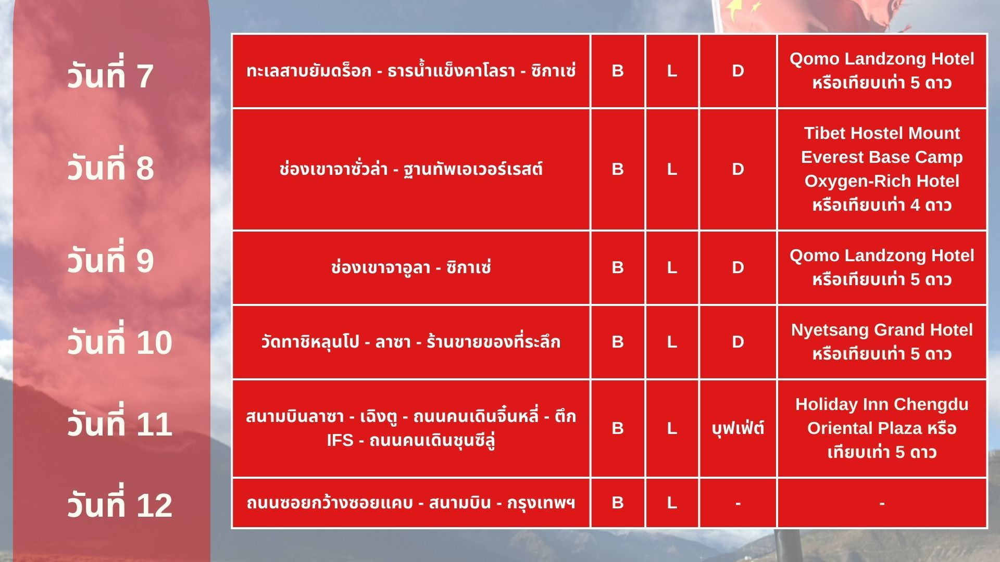 วันที่ 7
ทะเลสาบยัมดร็อก - ธารน้ำแข็งคาโลรา - ซิกาเซ่
B
L
D
Qomo Landzong Hotel
หรือเทียบเท่า 5 ดาว
วันที่ 8
ช่องเขาจาซั่วล่า - ฐานทัพเอเวอร์เรสต์
B
L
D
Tibet Hostel Mount
Everest Base Camp
Oxygen-Rich Hotel
หรือเทียบเท่า 4 ดาว
วันที่ 9
ช่องเขาจาอูลา - ซิกาเซ่
B
L
D
Qomo Landzong Hotel
หรือเทียบเท่า 5 ดาว
วันที่ 10
วัดทาชิหลุนโป - ลาซา - ร้านขายของที่ระลึก
B
L
D
Nyetsang Grand Hotel
หรือเทียบเท่า 5 ดาว
วันที่ 11
สนามบินลาซา - เฉิงตู - ถนนคนเดินจิ๋นหลี่ - ตึก
IFS - ถนนคนเดินชุนซีลู่
B
L
บุฟเฟ่ต์
Holiday Inn Chengdu
Oriental Plaza หรือ
เทียบเท่า 5 ดาว
วันที่ 12
ถนนซอยกว้างซอยแคบ - สนามบิน - กรุงเทพฯ
B
L
-
-